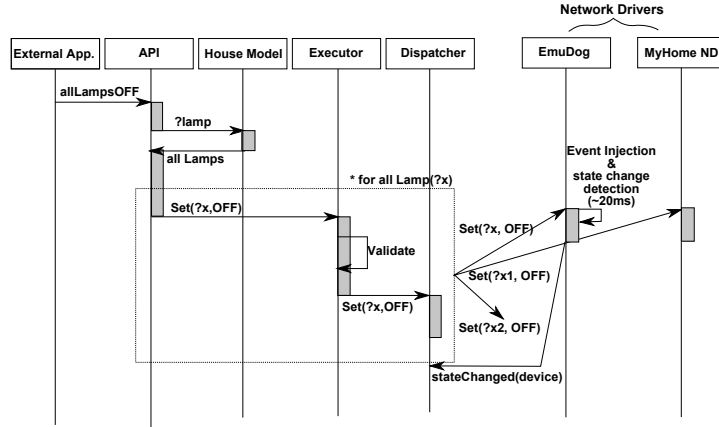 Network Drivers
External App.
API
House Model
Executor
Dispatcher
EmuDog
MyHome ND
allLampsOFF
?lamp
all Lamps
Event Injection
&
state change
detection
(~20ms)
* for all Lamp(?x)
Set(?x,OFF)
Set(?x, OFF)
Validate
Set(?x1, OFF)
Set(?x,OFF)
Set(?x2, OFF)
stateChanged(device)